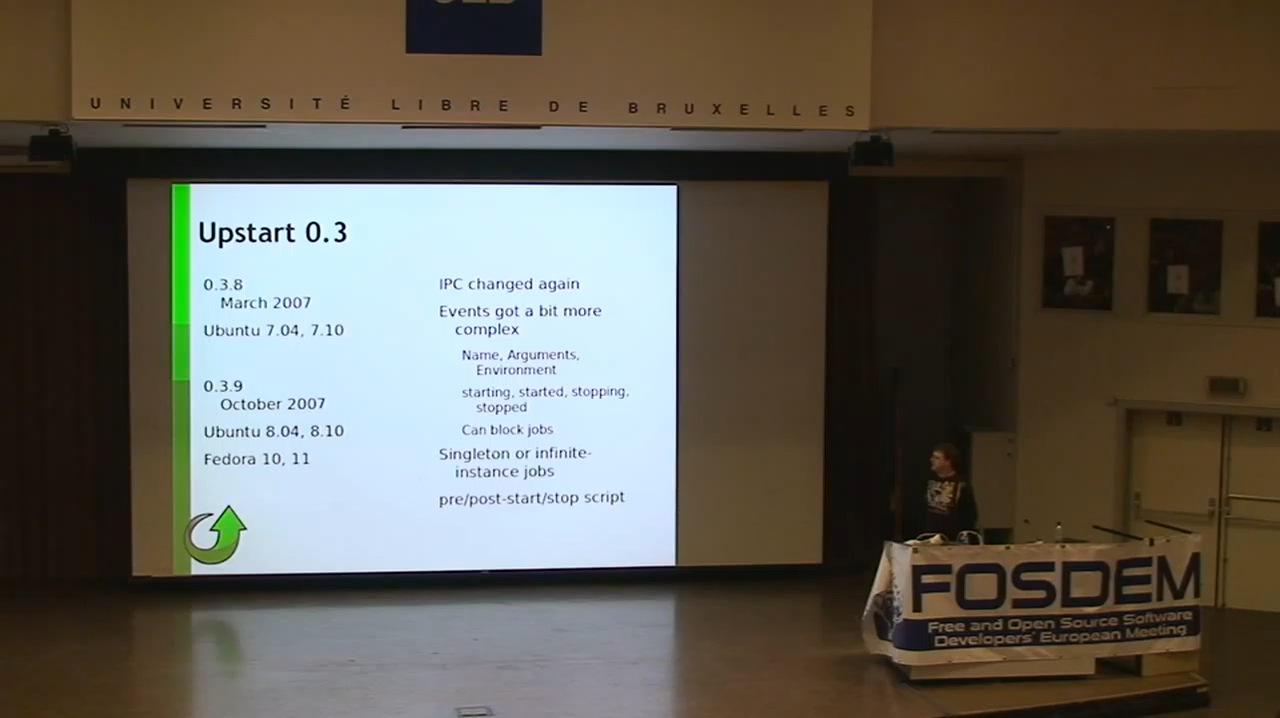 UNIVERSITÉ LIBRE DE BRUXELLES
Upstart 0.3
0.3.8
March 2007
Ubuntu 7.04, 7.10
0.3.9
October 2007
Ubuntu 8.04, 8.10
Fedora 10, 11
IPC changed again
Events got a bit more
complex
Name, Arguments,
Environment
starting, started, stopping,
stopped
Can block jobs
Singleton or infinite-
instance jobs
pre/post-start/stop script
FOSDEM
Free and Open Source Software
Developers' European Meeting